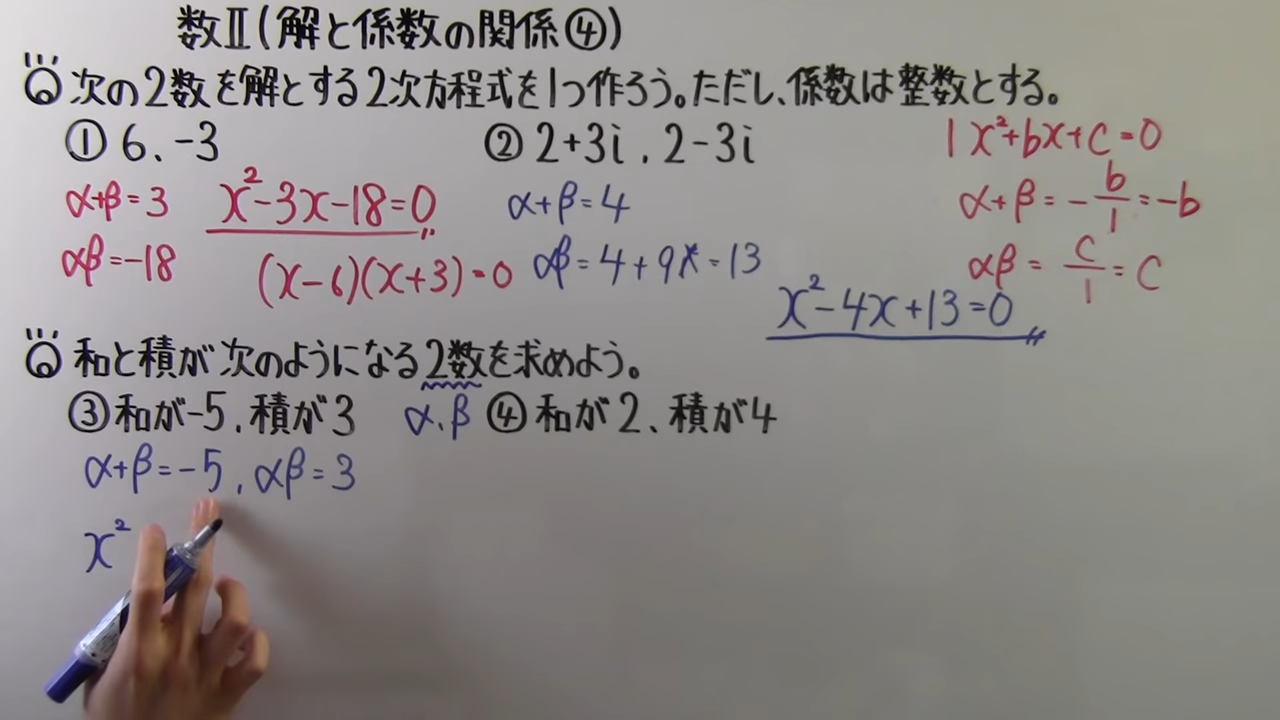 数Ⅱ(解と係数の関係④)
Q 次の2数を解とする2次方程式を1つ作ろう。ただし、係数は整数とする。
① 6、-3
② 2+3i、2-3i
1x²+bx+c=0
α+β=3
x²-3x-18=0
α+β=4
α+β=-b/1=-b
αβ=-18
(x-6)(x+3)=0
αβ=4+9×=13
αβ=c/1=c
x²-4x+13=0
Q 和と積が次のようになる2数を求めよう。
③ 和が-5、積が3
α、β
④ 和が2、積が4
α+β=-5、αβ=3
x²